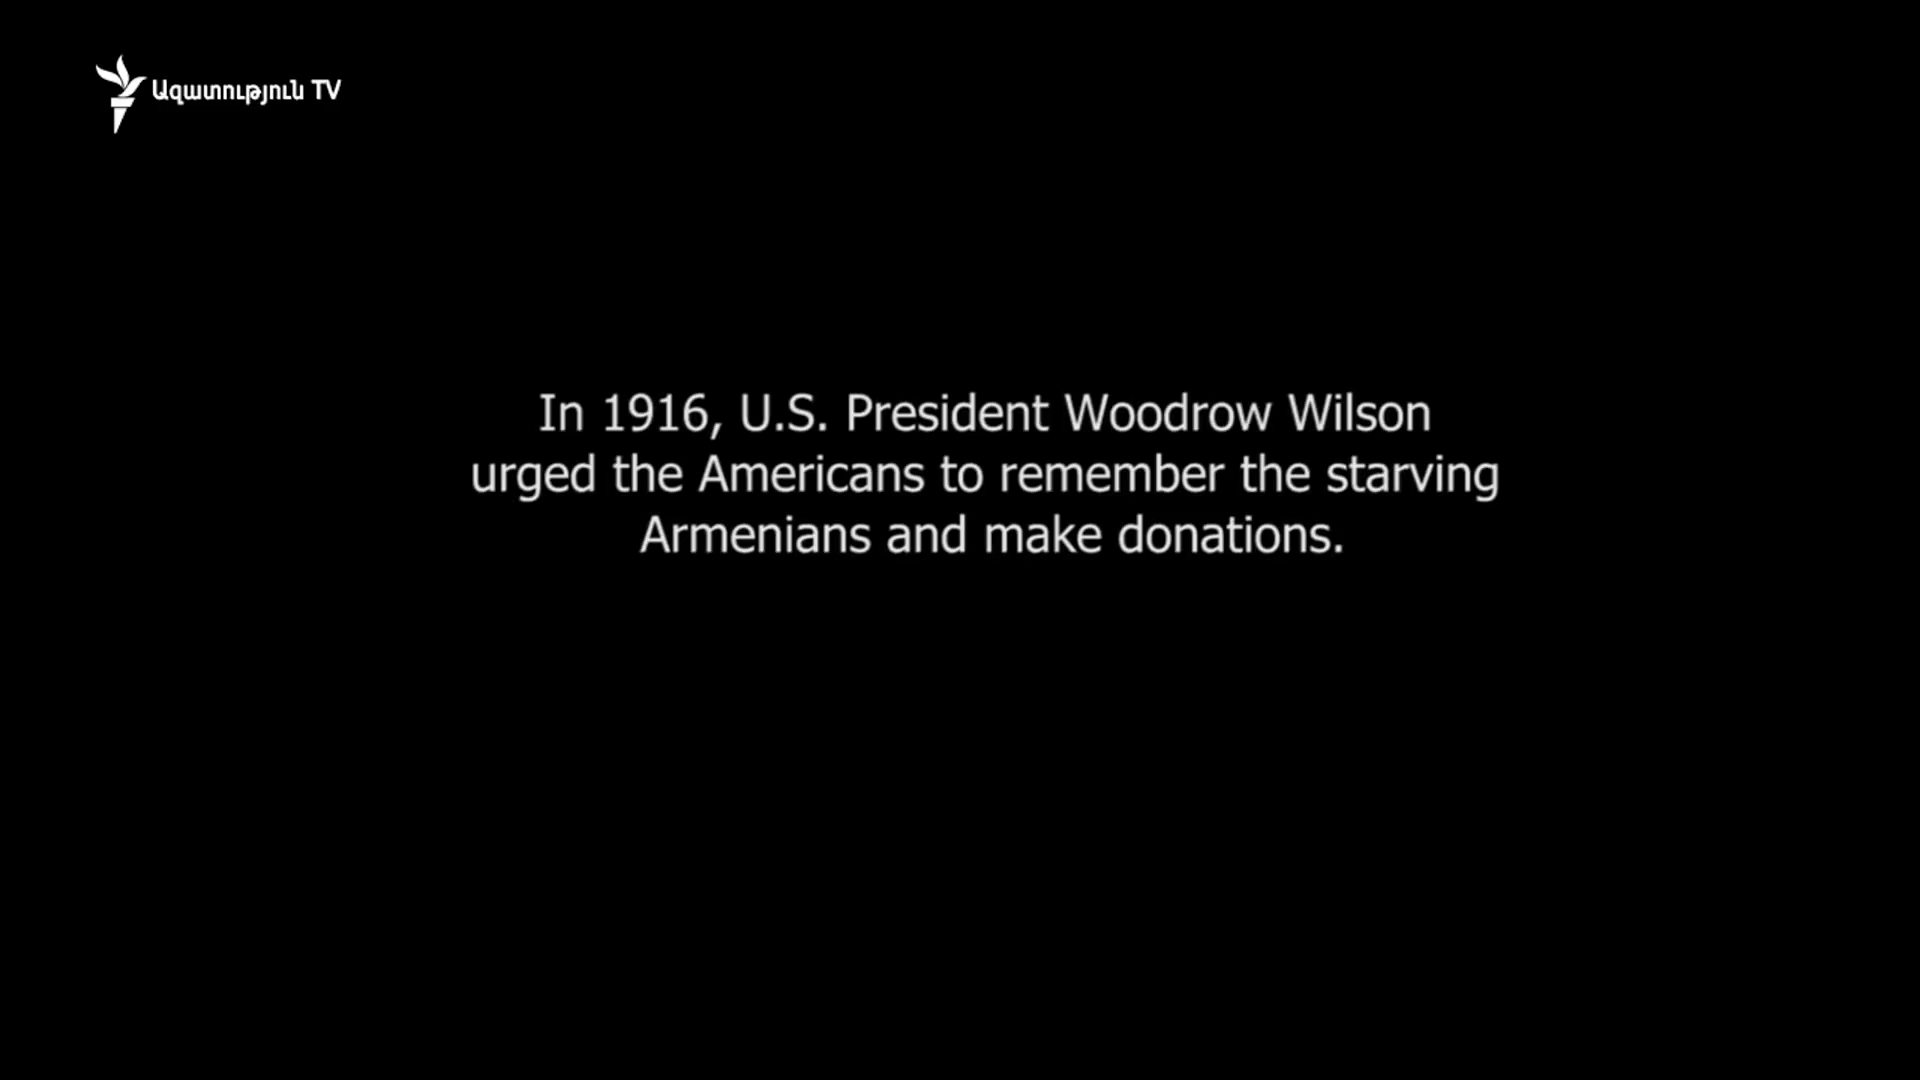 Ազատություն TV
In 1916, U.S. President Woodrow Wilson
urged the Americans to remember the starving
Armenians and make donations.